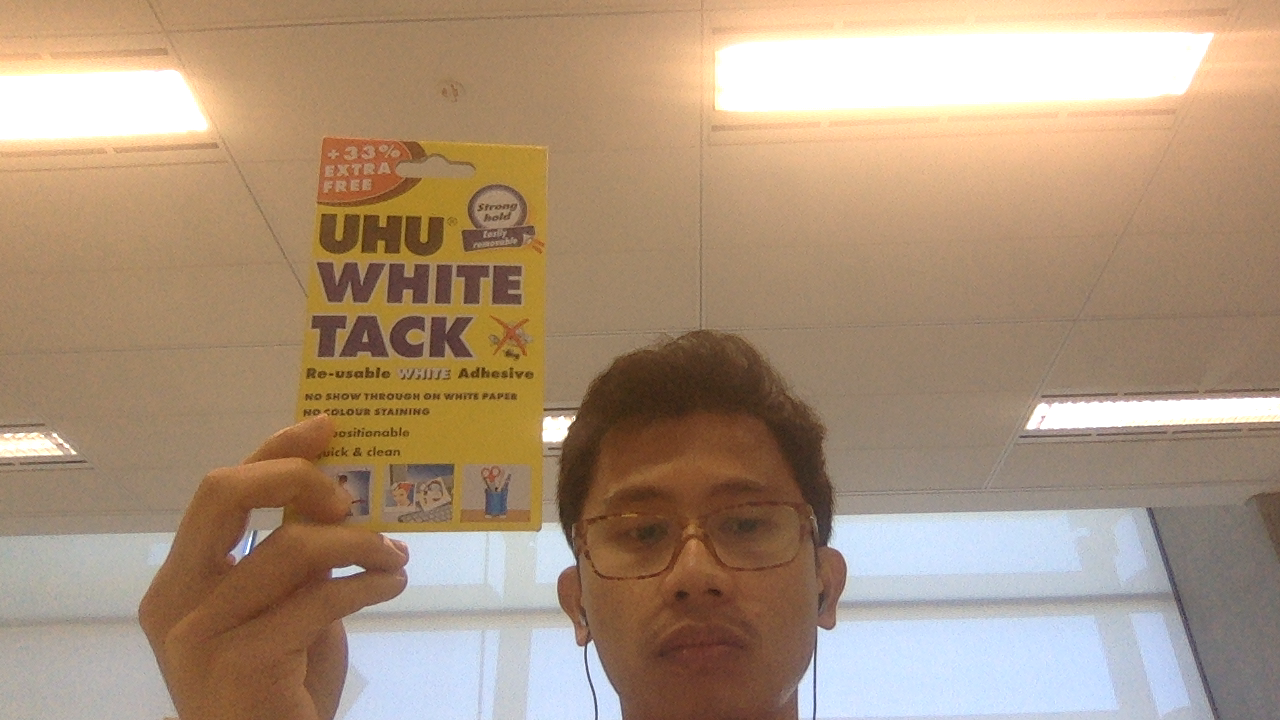 +33%
EXTRA
FREE
UHU®
Strong
hold
Easily
removable
WHITE
TACK
Re-usable WHITE Adhesive
NO SHOW THROUGH ON WHITE PAPER
NO COLOUR STAINING
positionable
quick & clean